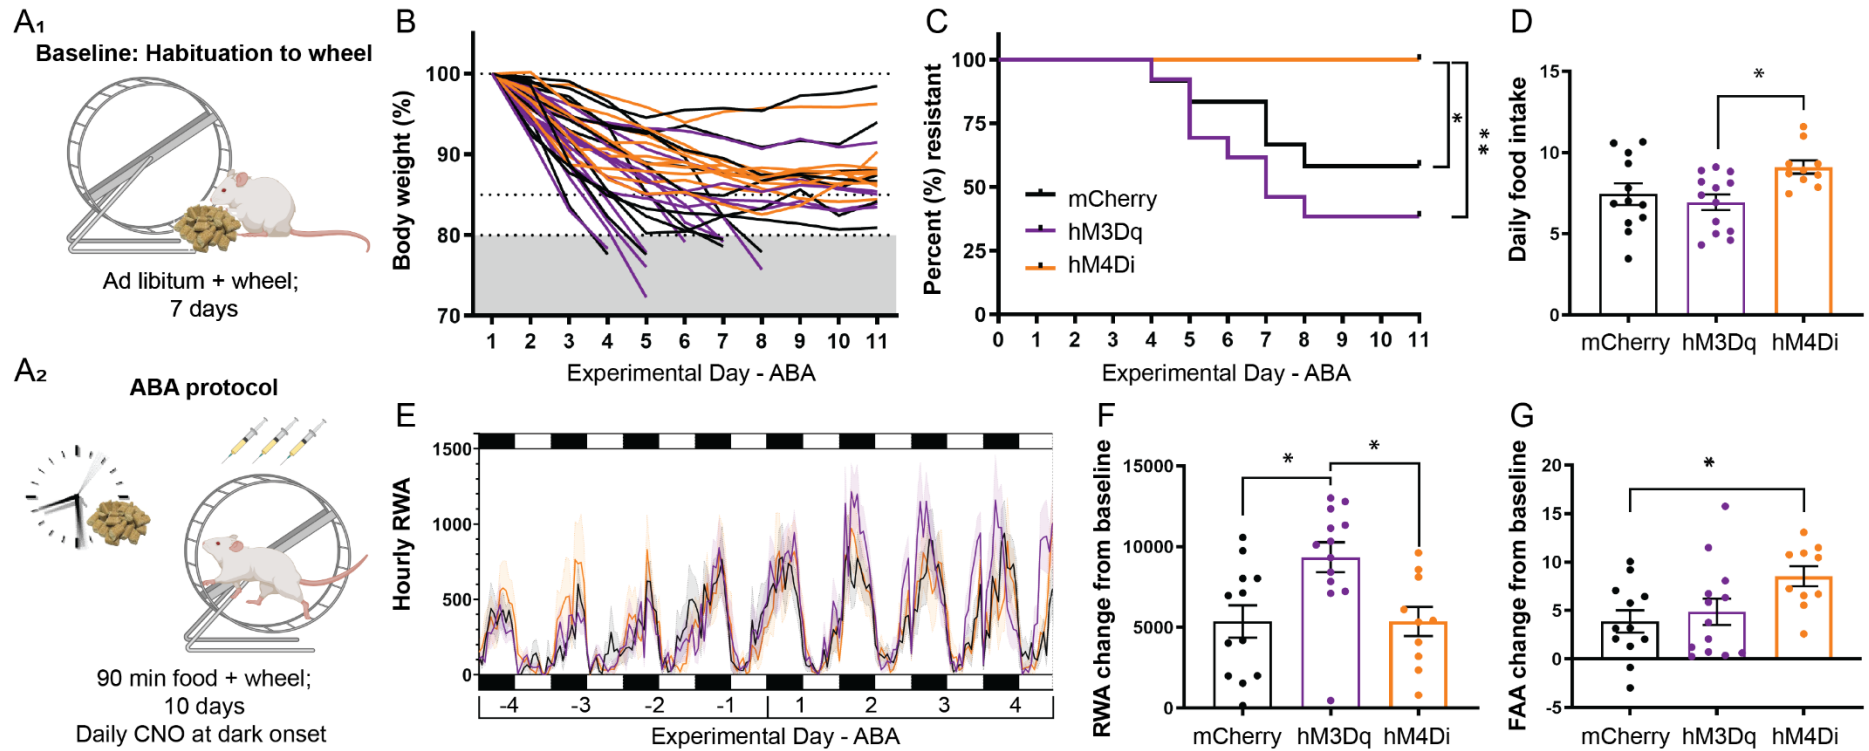 A₁
Baseline: Habituation to wheel
Ad libitum + wheel;
7 days
A₂
ABA protocol
90 min food + wheel;
10 days
Daily CNO at dark onset
B
Body weight (%)
100
90
80
70
1 2 3 4 5 6 7 8 9 10 11
Experimental Day - ABA
C
Percent (%) resistant
100
75
50
25
0
mCherry
hM3Dq
hM4Di
*
**
0 1 2 3 4 5 6 7 8 9 10 11
Experimental Day - ABA
D
Daily food intake
15
10
5
0
*
mCherry hM3Dq hM4Di
E
Hourly RWA
1500
1000
500
0
-4 -3 -2 -1 1 2 3 4
Experimental Day - ABA
F
RWA change from baseline
15000
10000
5000
0
* *
mCherry hM3Dq hM4Di
G
FAA change from baseline
20
15
10
5
0
-5
*
mCherry hM3Dq hM4Di